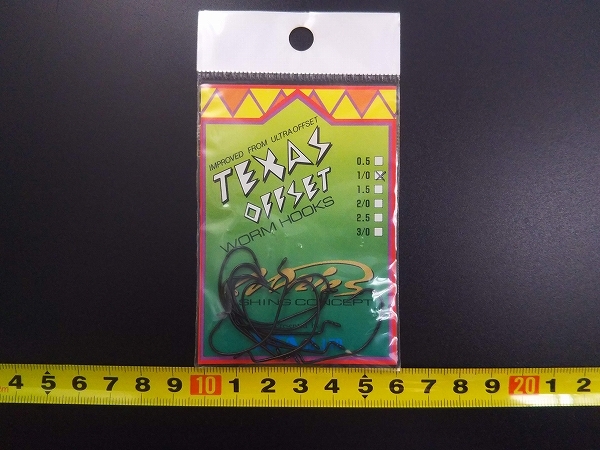 IMPROVED FROM ULTRAOFFSET
TEXAS
OFFSET
WORM HOOKS
0.5
1/0
1.5
2/0
2.5
3/0
SHING CONCEPT
4 5 6 7 8 9 10 1 2 3 4 5 6 7 8 9 20 1 2